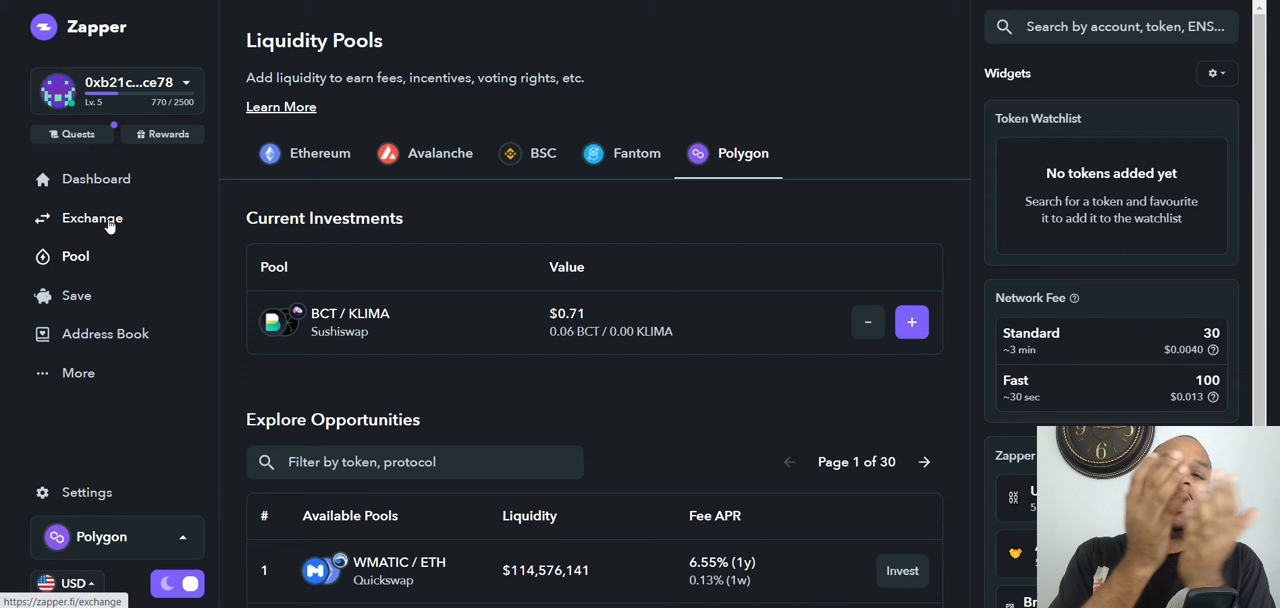 Zapper
0xb21c...ce78
Lv. 5 770 / 2500
Quests Rewards
Dashboard
Exchange
Pool
Save
Address Book
More
Settings
Polygon
USD
https://zapper.fi/exchange
Liquidity Pools
Add liquidity to earn fees, incentives, voting rights, etc.
Learn More
Ethereum Avalanche BSC Fantom Polygon
Current Investments
Pool Value
BCT / KLIMA $0.71
Sushiswap 0.06 BCT / 0.00 KLIMA
- +
Explore Opportunities
Filter by token, protocol Page 1 of 30
# Available Pools Liquidity Fee APR
1 WMATIC / ETH $114,576,141 6.55% (1y) Invest
Quickswap 0.13% (1w)
Search by account, token, ENS...
Widgets
Token Watchlist
No tokens added yet
Search for a token and favourite
it to add it to the watchlist
Network Fee
Standard 30
~3 min $0.0040
Fast 100
~30 sec $0.013
Zapper